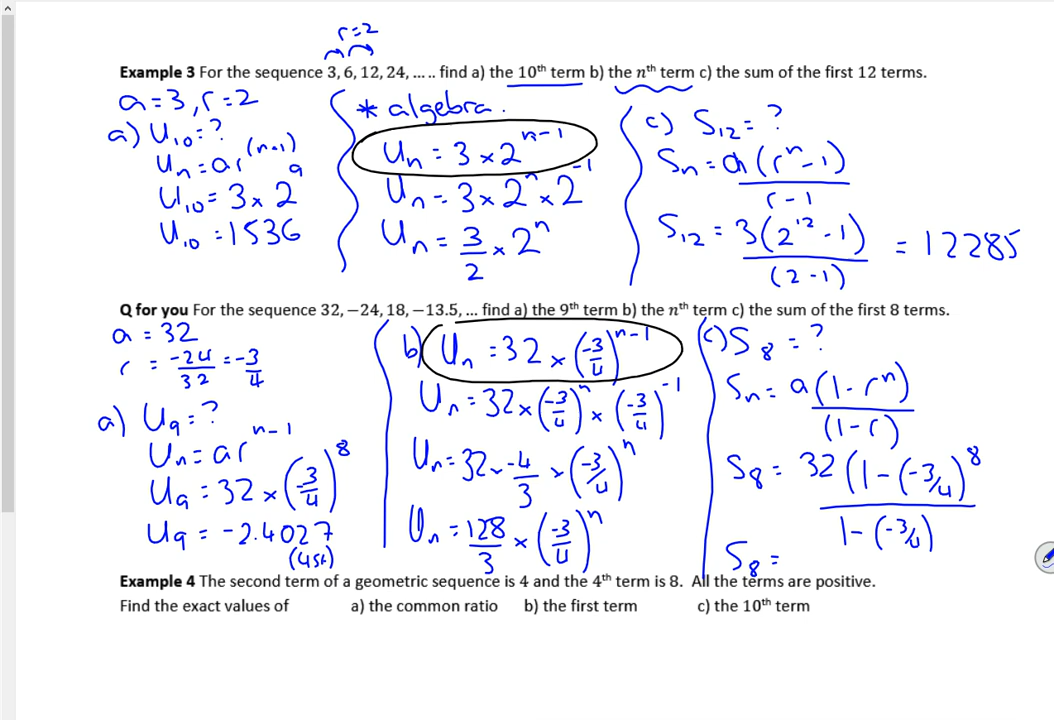 r=2
Example 3 For the sequence 3, 6, 12, 24, ..... find a) the 10th term b) the nth term c) the sum of the first 12 terms.
a=3, r=2
a) U10=?
Un=ar^(n-1)
U10=3×2^9
U10=1536
* algebra.
Un=3×2^(n-1)
Un=3×2^n×2^-1
Un=3/2×2^n
c) S12=?
Sn=a(r^n-1)/r-1
S12=3(2^12-1)/(2-1) = 12285
Q for you For the sequence 32, −24, 18, −13.5, ... find a) the 9th term b) the nth term c) the sum of the first 8 terms.
a=32
r=-24/32=-3/4
a) U9=?
Un=ar^n-1
U9=32×(-3/4)^8
U9=-2.4027
(4sf)
b) Un=32×(-3/4)^n-1
Un=32×(-3/4)^n×(-3/4)^-1
Un=32×-4/3×(-3/4)^n
Un=128/3×(-3/4)^n
c) S8=?
Sn=a(1-r^n)/(1-r)
S8=32(1-(-3/4)^8)/1-(-3/4)
S8=
Example 4 The second term of a geometric sequence is 4 and the 4th term is 8. All the terms are positive.
Find the exact values of a) the common ratio b) the first term c) the 10th term